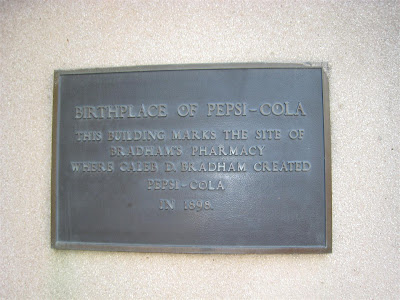 BIRTHPLACE OF PEPSI-COLA
THIS BUILDING MARKS THE SITE OF
BRADHAM'S PHARMACY
WHERE CALEB D. BRADHAM CREATED
PEPSI-COLA
IN 1898.